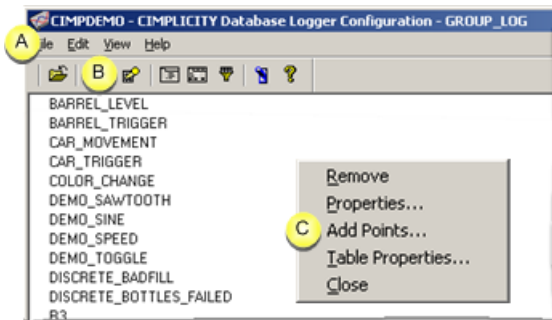 CIMPDEMO - CIMPLICITY Database Logger Configuration - GROUP_LOG
A ile Edit View Help
B
BARREL_LEVEL
BARREL_TRIGGER
CAR_MOVEMENT
CAR_TRIGGER
COLOR_CHANGE
DEMO_SAWTOOTH
DEMO_SINE
DEMO_SPEED
DEMO_TOGGLE
DISCRETE_BADFILL
DISCRETE_BOTTLES_FAILED
Remove
Properties...
C Add Points...
Table Properties...
Close